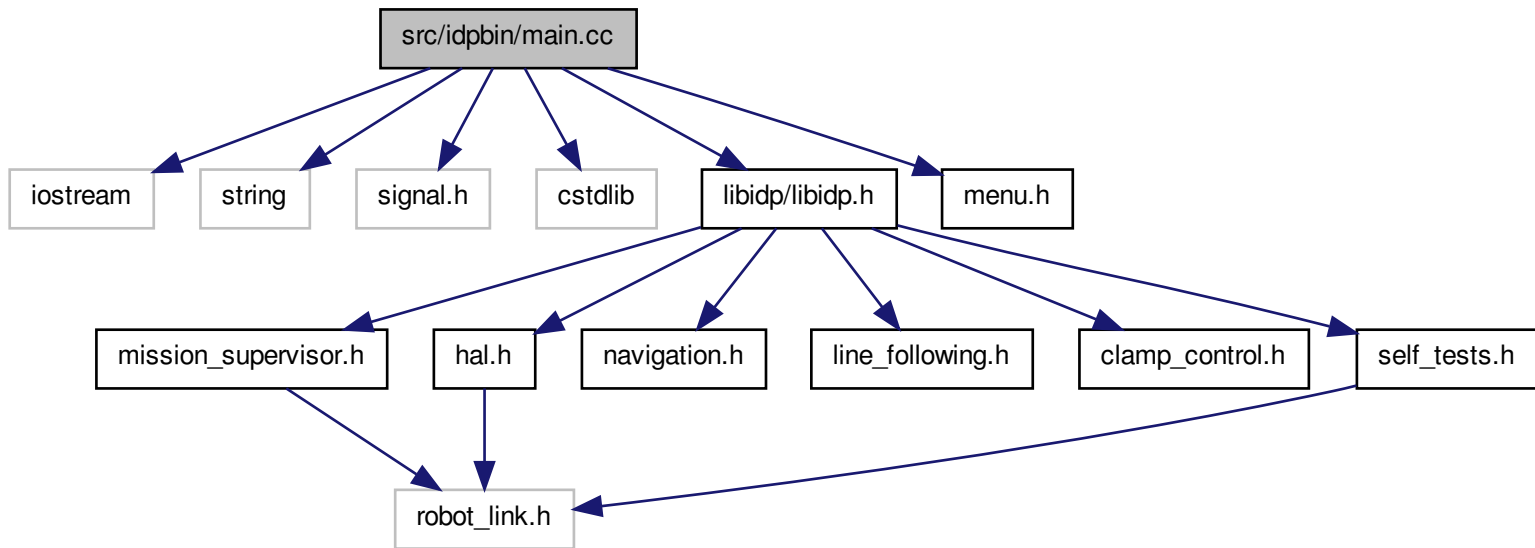 src/idpbin/main.cc
iostream
string
signal.h
cstdlib
libidp/libidp.h
menu.h
mission_supervisor.h
hal.h
navigation.h
line_following.h
clamp_control.h
self_tests.h
robot_link.h